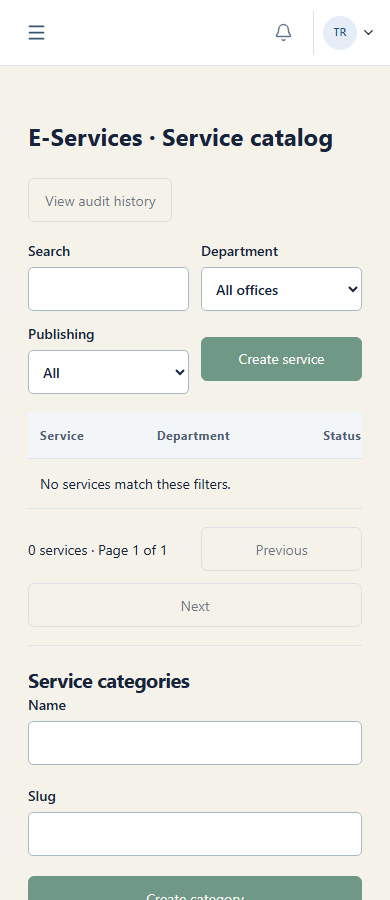 TR
E-Services · Service catalog
View audit history
Search
Department
All offices
Publishing
All
Create service
Service Department Status
No services match these filters.
0 services · Page 1 of 1
Previous
Next
Service categories
Name
Slug
Create category